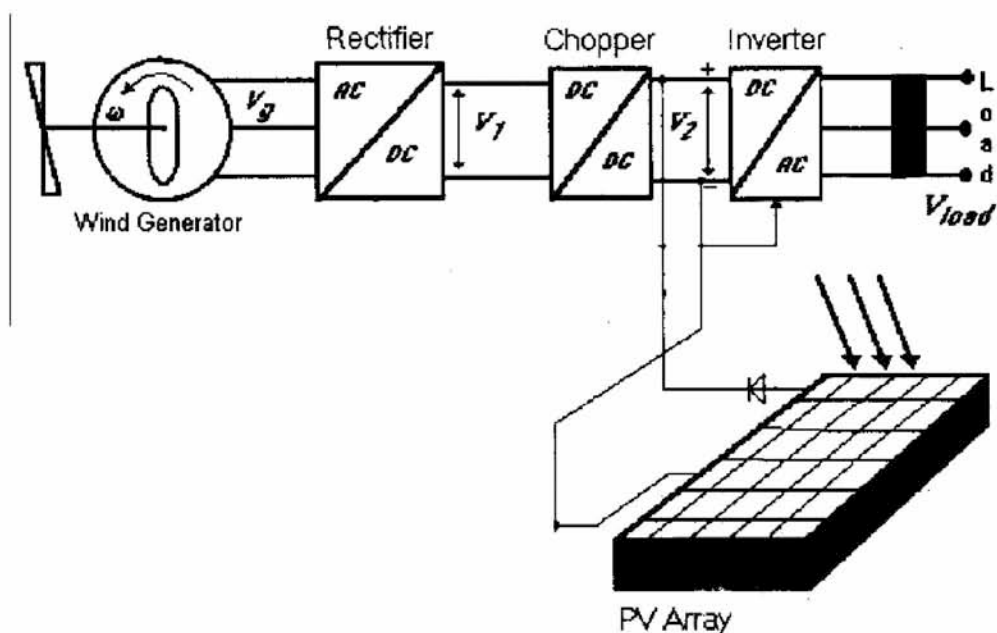 Rectifier
Chopper
Inverter
AC
DC
DC
DC
DC
AC
ω
Vg
V1
V2
+
−
L
o
a
d
Vload
Wind Generator
PV Array